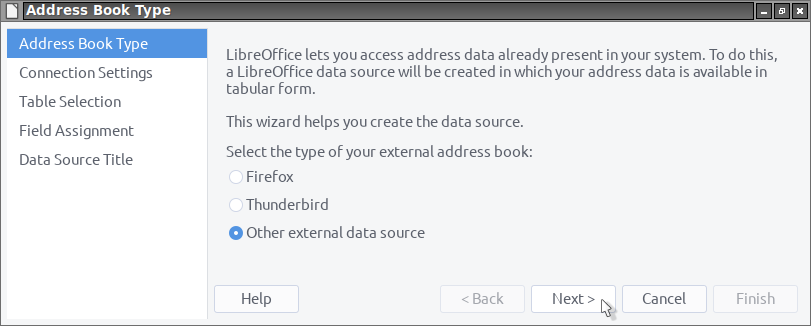 Address Book Type
Address Book Type
Connection Settings
Table Selection
Field Assignment
Data Source Title
LibreOffice lets you access address data already present in your system. To do this,
a LibreOffice data source will be created in which your address data is available in
tabular form.
This wizard helps you create the data source.
Select the type of your external address book:
Firefox
Thunderbird
Other external data source
Help
< Back
Next >
Cancel
Finish